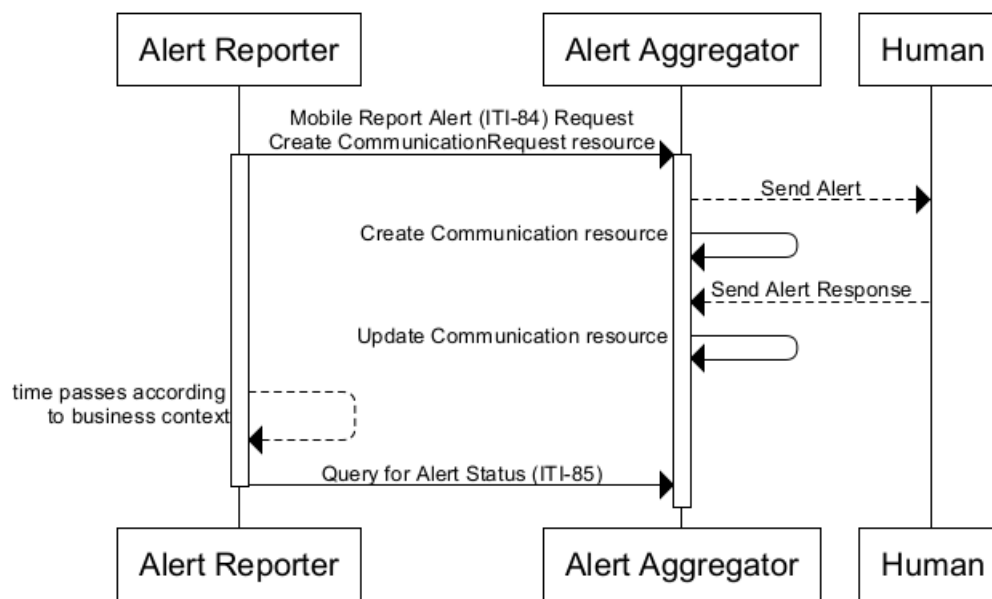 Alert Reporter
Alert Aggregator
Human
Mobile Report Alert (ITI-84) Request
Create CommunicationRequest resource
Send Alert
Create Communication resource
Send Alert Response
Update Communication resource
time passes according
to business context
Query for Alert Status (ITI-85)
Alert Reporter
Alert Aggregator
Human